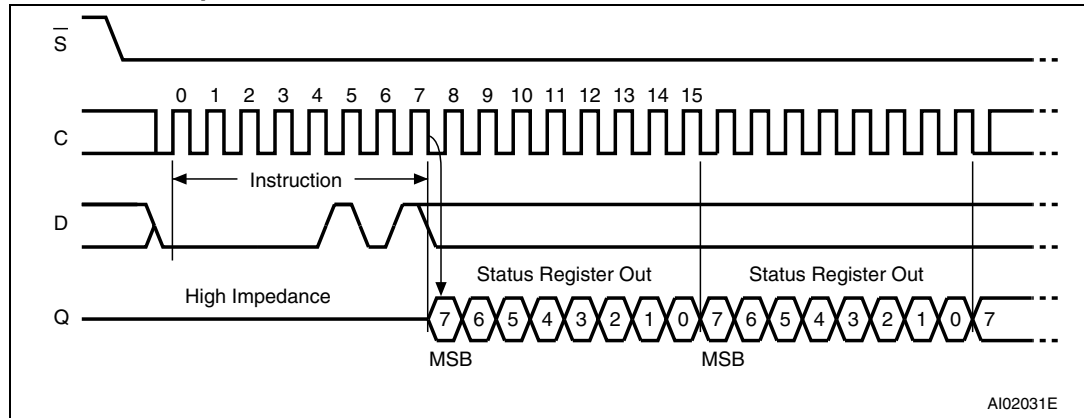 S
0 1 2 3 4 5 6 7 8 9 10 11 12 13 14 15
C
Instruction
D
Status Register Out Status Register Out
High Impedance
Q 7 6 5 4 3 2 1 0 7 6 5 4 3 2 1 0 7
MSB MSB
AI02031E